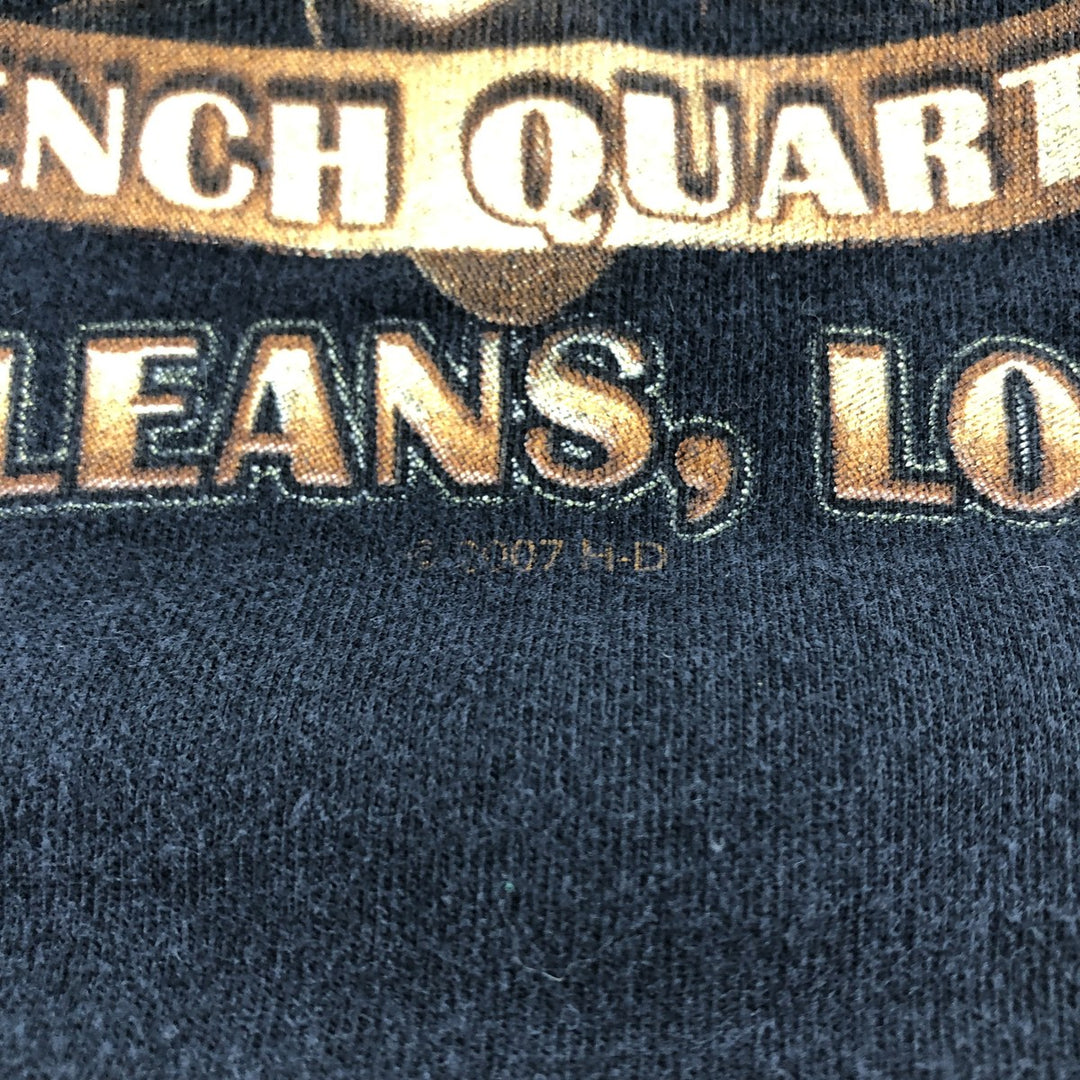 ENCH QUART
LEANS, LO
© 2007 H-D